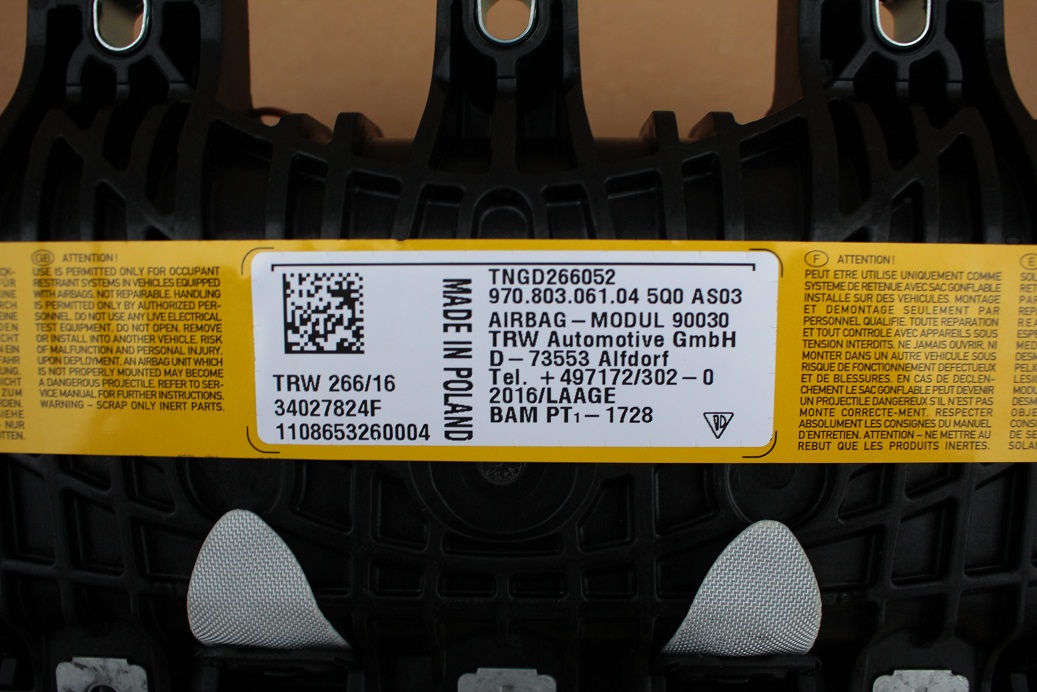 GB ATTENTION!
USE IS PERMITTED ONLY FOR OCCUPANT
RESTRAINT SYSTEMS IN VEHICLES EQUIPPED
WITH AIRBAGS. NOT REPAIRABLE. HANDLING
IS PERMITTED ONLY BY AUTHORIZED PER-
SONNEL. DO NOT USE ANY LIVE ELECTRICAL
TEST EQUIPMENT. DO NOT OPEN, REMOVE
OR INSTALL INTO ANOTHER VEHICLE. RISK
OF MALFUNCTION AND PERSONAL INJURY.
UPON DEPLOYMENT, AN AIRBAG UNIT WHICH
IS NOT PROPERLY MOUNTED MAY BECOME
A DANGEROUS PROJECTILE. REFER TO SER-
VICE MANUAL FOR FURTHER INSTRUCTIONS.
WARNING – SCRAP ONLY INERT PARTS.
TRW 266/16
34027824F
1108653260004
MADE IN POLAND
TNGD266052
970.803.061.04 5Q0 AS03
AIRBAG – MODUL 90030
TRW Automotive GmbH
D – 73553 Alfdorf
Tel. +497172/302 – 0
2016/LAAGE
BAM PT1 – 1728
F ATTENTION!
PEUT ETRE UTILISE UNIQUEMENT COMME
SYSTEME DE RETENUE AVEC SAC GONFLABLE
INSTALLE SUR DES VEHICULES. MONTAGE
ET DEMONTAGE SEULEMENT PAR
PERSONNEL QUALIFIE. TOUTE REPARATION
ET TOUT CONTROLE AVEC APPAREILS SOUS
TENSION INTERDITS. NE JAMAIS OUVRIR, NI
MONTER DANS UN AUTRE VEHICULE SOUS
RISQUE DE FONCTIONNEMENT DEFECTUEUX
ET DE BLESSURES. EN CAS DE DECLEN-
CHEMENT LE SAC GONFLABLE PEUT DEVENIR
UN PROJECTILE DANGEREUX S'IL N'EST PAS
MONTE CORRECTE-MENT. RESPECTER
ABSOLUMENT LES CONSIGNES DU MANUEL
D'ENTRETIEN. ATTENTION – NE METTRE AU
REBUT QUE LES PRODUITS INERTES.